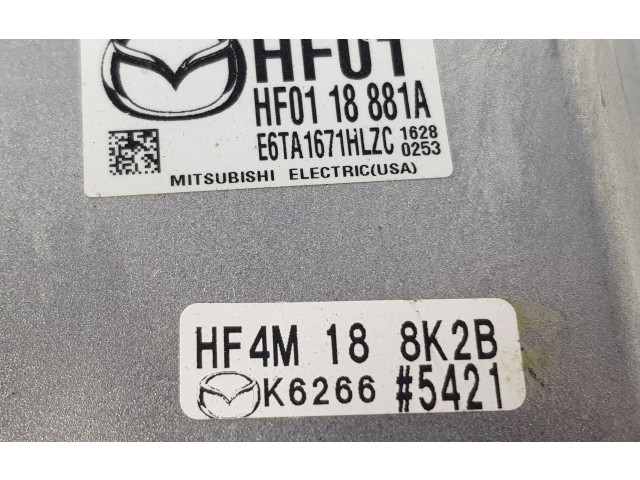 HF01
HF01 18 881A
E6TA1671HLZC 1628
0253
MITSUBISHI ELECTRIC(USA)
HF4M 18 8K2B
K6266 #5421